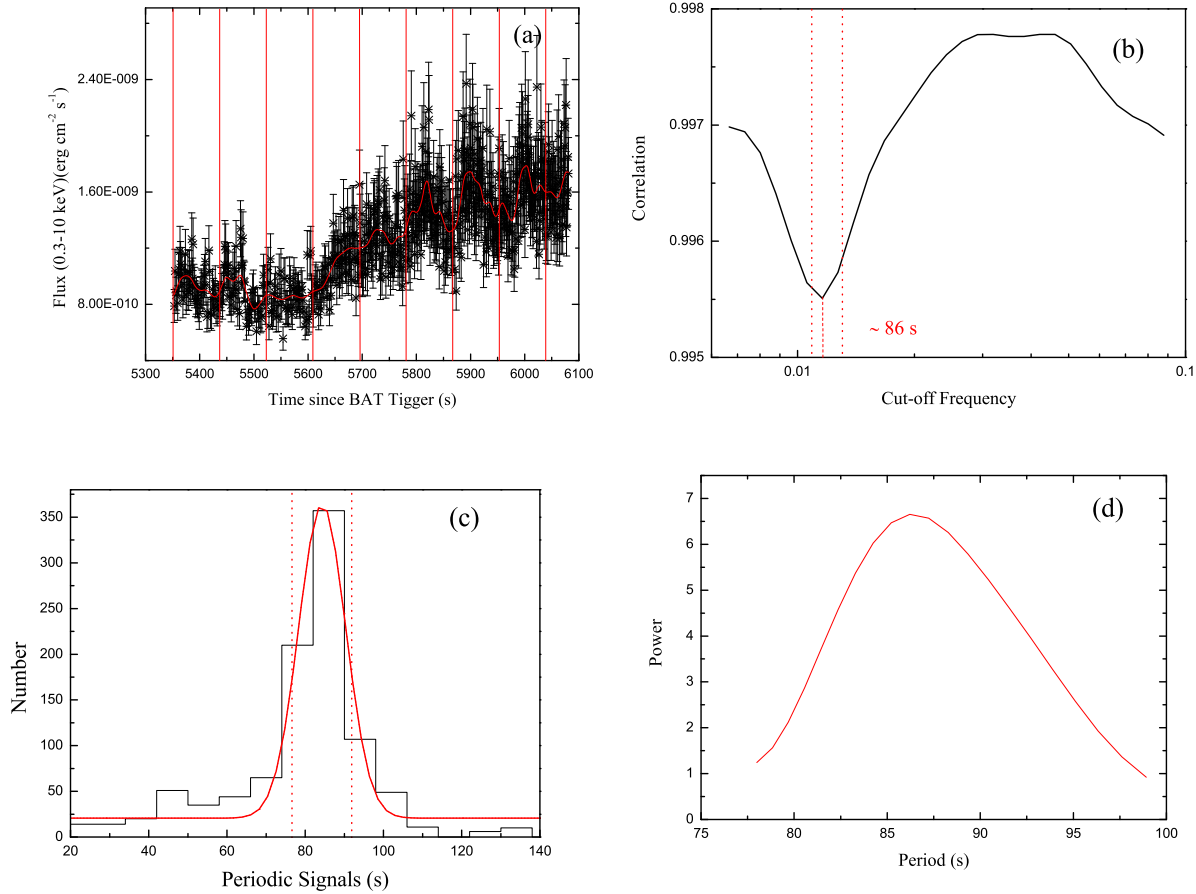 (a)
2.40E-009
1.60E-009
8.00E-010
Flux (0.3-10 keV)(erg cm⁻² s⁻¹)
5300 5400 5500 5600 5700 5800 5900 6000 6100
Time since BAT Tigger (s)
(b)
0.998
0.997
0.996
0.995
Correlation
~ 86 s
0.01 0.1
Cut-off Frequency
(c)
350
300
250
200
150
100
50
0
Number
20 40 60 80 100 120 140
Periodic Signals (s)
(d)
7
6
5
4
3
2
1
0
Power
75 80 85 90 95 100
Period (s)